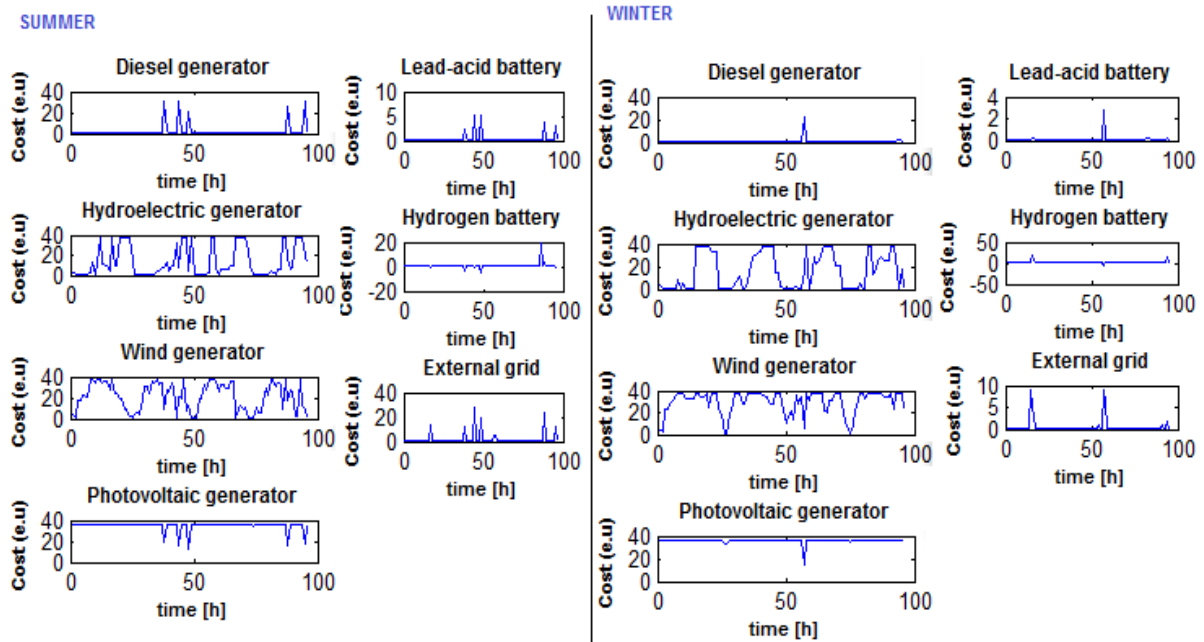 SUMMER
Diesel generator
Cost (e.u)
40
20
0
0 50 100
time [h]
Lead-acid battery
Cost (e.u)
10
5
0
0 50 100
time [h]
Hydroelectric generator
Cost (e.u)
40
20
0
0 50 100
time [h]
Hydrogen battery
Cost (e.u)
20
0
-20
0 50 100
time [h]
Wind generator
Cost (e.u)
40
20
0
0 50 100
time [h]
External grid
Cost (e.u)
40
20
0
0 50 100
time [h]
Photovoltaic generator
Cost (e.u)
40
20
0
0 50 100
time [h]
WINTER
Diesel generator
Cost (e.u)
40
20
0
0 50 100
time [h]
Lead-acid battery
Cost (e.u)
4
2
0
0 50 100
time [h]
Hydroelectric generator
Cost (e.u)
40
20
0
0 50 100
time [h]
Hydrogen battery
Cost (e.u)
50
0
-50
0 50 100
time [h]
Wind generator
Cost (e.u)
40
20
0
0 50 100
time [h]
External grid
Cost (e.u)
10
5
0
0 50 100
time [h]
Photovoltaic generator
Cost (e.u)
40
20
0
0 50 100
time [h]